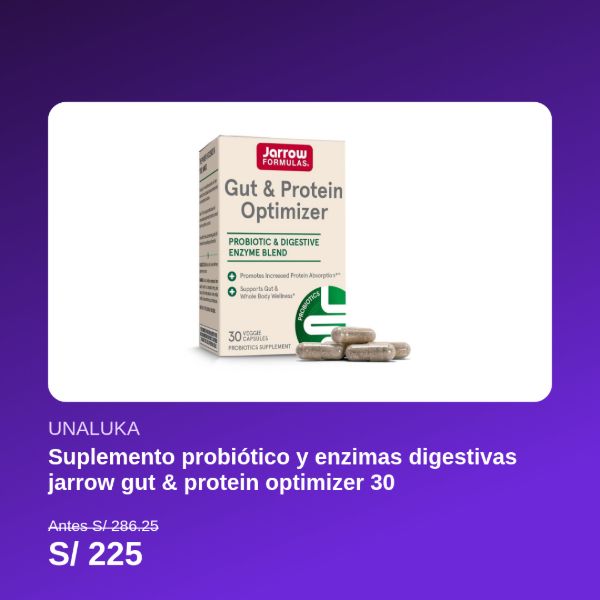 Jarrow
FORMULAS®
Gut & Protein
Optimizer
PROBIOTIC & DIGESTIVE
ENZYME BLEND
Promotes Increased Protein Absorption
Supports Gut &
Whole Body Wellness
PROBIOTICS
30 VEGGIE
CAPSULES
PROBIOTICS SUPPLEMENT
UNALUKA
Suplemento probiótico y enzimas digestivas
jarrow gut & protein optimizer 30
Antes S/ 286.25
S/ 225